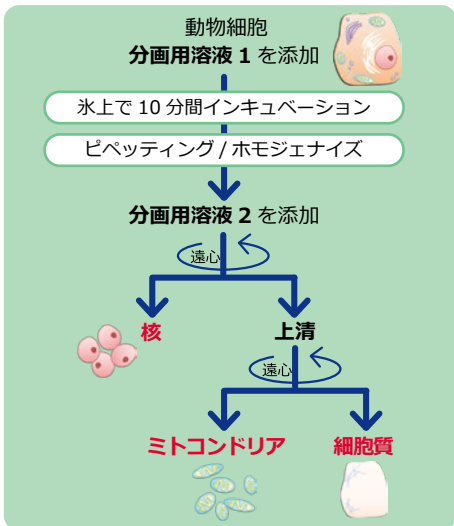 動物細胞
分画用溶液 1 を添加
氷上で 10 分間インキュベーション
ピペッティング / ホモジェナイズ
分画用溶液 2 を添加
遠心
核
上清
遠心
ミトコンドリア
細胞質